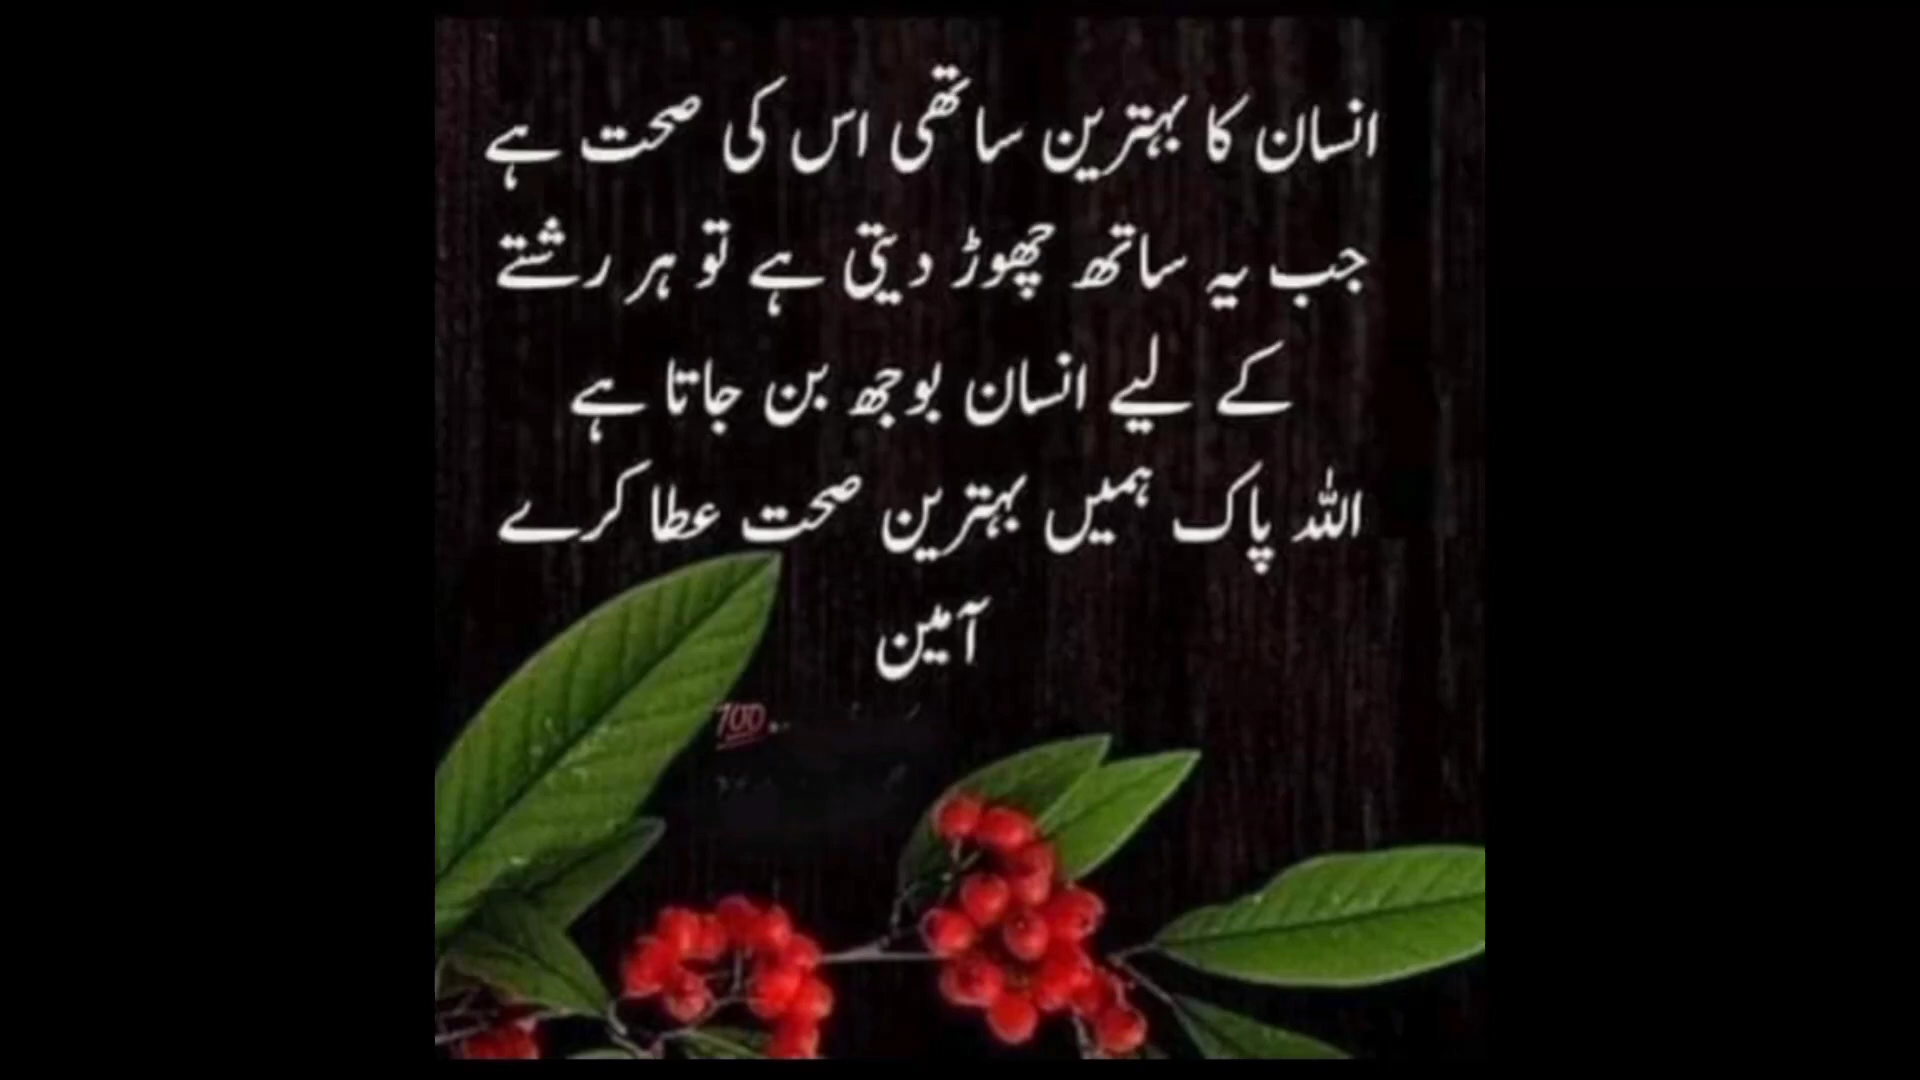 انسان کا بہترین ساتھی اس کی صحت ہے
جب یہ ساتھ چھوڑ دیتی ہے تو ہر رشتے
کے لیے انسان بوجھ بن جاتا ہے
اللہ پاک ہمیں بہترین صحت عطا کرے
آمین
100